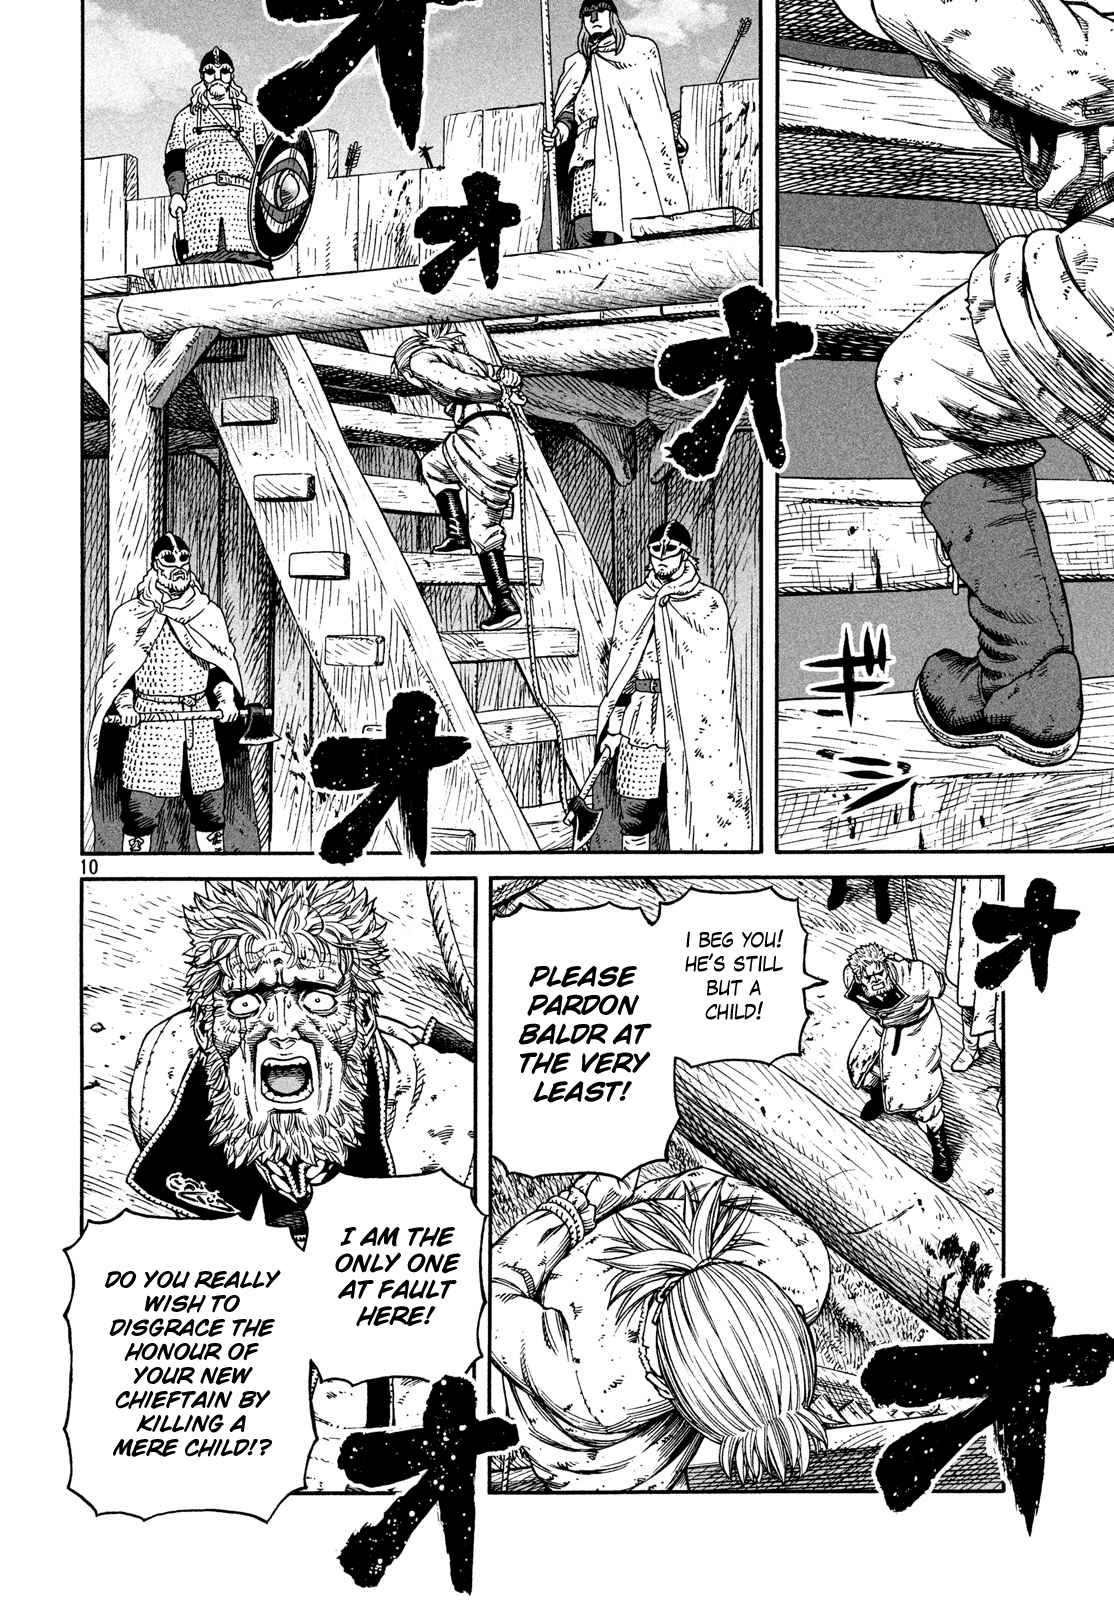 オ
オ
オ
オ
ギ
ジ
10
I BEG YOU!
HE'S STILL
BUT A
CHILD!
PLEASE
PARDON
BALDR AT
THE VERY
LEAST!
オ
オ
I AM THE
ONLY ONE
AT FAULT
HERE!
DO YOU REALLY
WISH TO
DISGRACE THE
HONOUR OF
YOUR NEW
CHIEFTAIN BY
KILLING A
MERE CHILD!?
オ